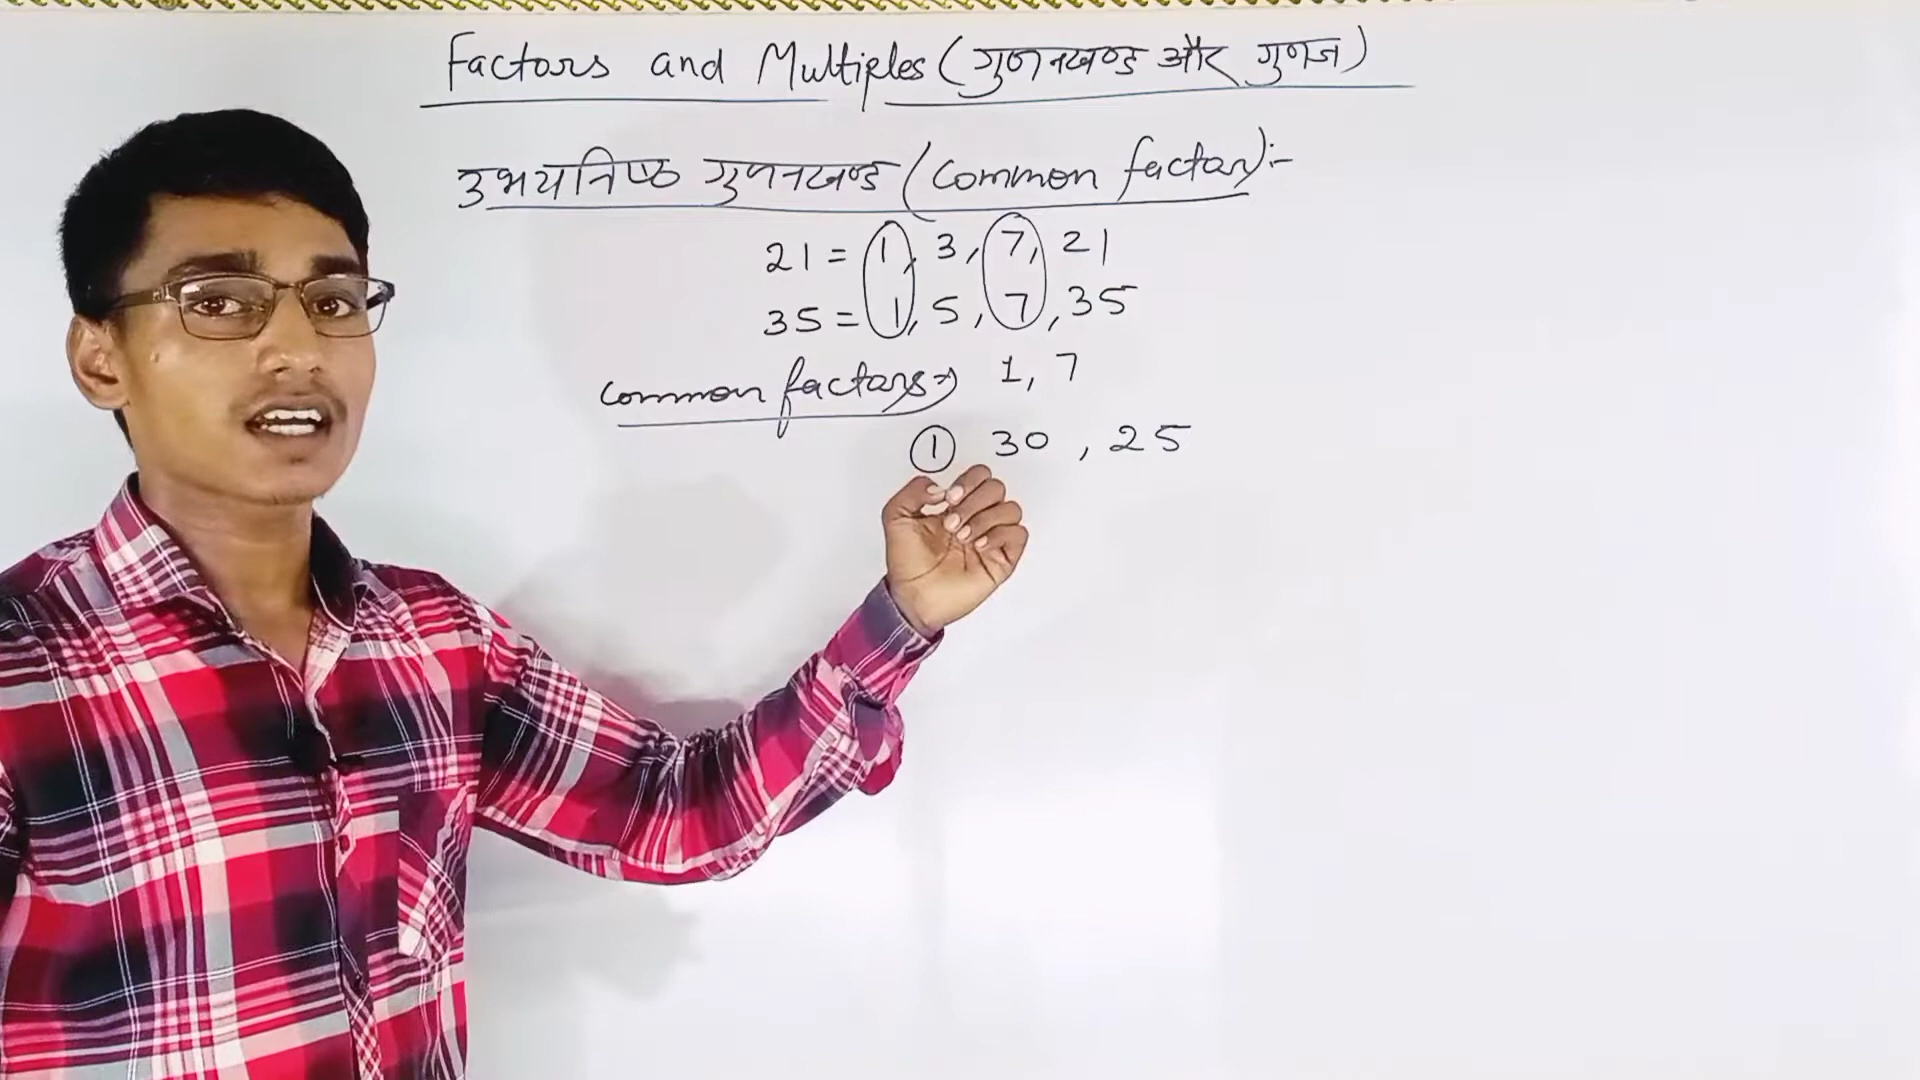 Factors and Multiples (गुणनखण्ड और गुणज)
उभयनिष्ठ गुणनखण्ड (common factor):-
21 = 1, 3, 7, 21
35 = 1, 5, 7, 35
common factors⇒ 1, 7
① 30 , 25